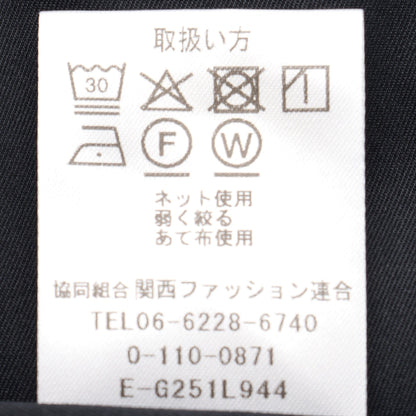 取扱い方
30
F W
ネット使用
弱く絞る
あて布使用
協同組合 関西ファッション連合
TEL06-6228-6740
0-110-0871
E-G251L944